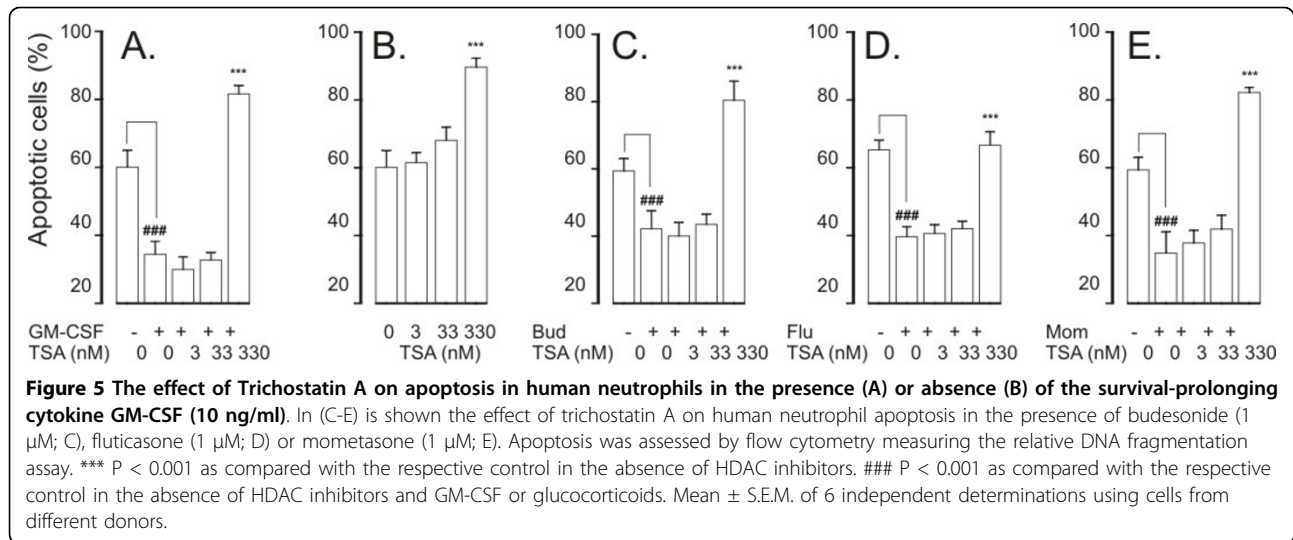 A. B. C. D. E.
Apoptotic cells (%)
100 100 100 100 100
80 80 80 80 80
60 60 60 60 60
40 40 40 40 40
20 20 20 20 20
*** *** *** *** ***
### ### ### ###
GM-CSF - + + + +
TSA (nM) 0 0 3 33 330
0 3 33 330
TSA (nM)
Bud - + + + +
TSA (nM) 0 0 3 33 330
Flu - + + + +
TSA (nM) 0 0 3 33 330
Mom - + + + +
TSA (nM) 0 0 3 33 330
Figure 5 The effect of Trichostatin A on apoptosis in human neutrophils in the presence (A) or absence (B) of the survival-prolonging
cytokine GM-CSF (10 ng/ml). In (C-E) is shown the effect of trichostatin A on human neutrophil apoptosis in the presence of budesonide (1
μM; C), fluticasone (1 μM; D) or mometasone (1 μM; E). Apoptosis was assessed by flow cytometry measuring the relative DNA fragmentation
assay. *** P < 0.001 as compared with the respective control in the absence of HDAC inhibitors. ### P < 0.001 as compared with the respective
control in the absence of HDAC inhibitors and GM-CSF or glucocorticoids. Mean ± S.E.M. of 6 independent determinations using cells from
different donors.